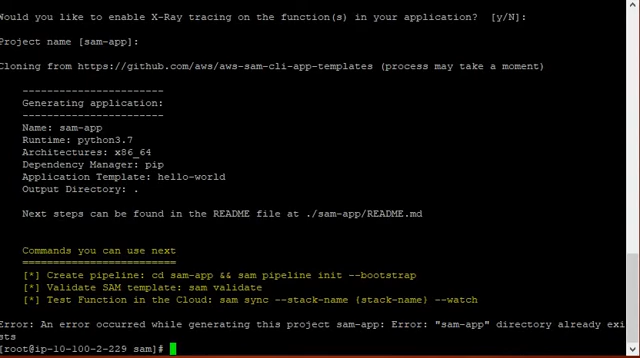 Would you like to enable X-Ray tracing on the function(s) in your application?  [y/N]:
Project name [sam-app]:
Cloning from https://github.com/aws/aws-sam-cli-app-templates (process may take a moment)
-----------------------
Generating application:
-----------------------
Name: sam-app
Runtime: python3.7
Architectures: x86_64
Dependency Manager: pip
Application Template: hello-world
Output Directory: .
Next steps can be found in the README file at ./sam-app/README.md
Commands you can use next
=========================
[*] Create pipeline: cd sam-app && sam pipeline init --bootstrap
[*] Validate SAM template: sam validate
[*] Test Function in the Cloud: sam sync --stack-name {stack-name} --watch
Error: An error occurred while generating this project sam-app: Error: "sam-app" directory already exi
sts
[root@ip-10-100-2-229 sam]#